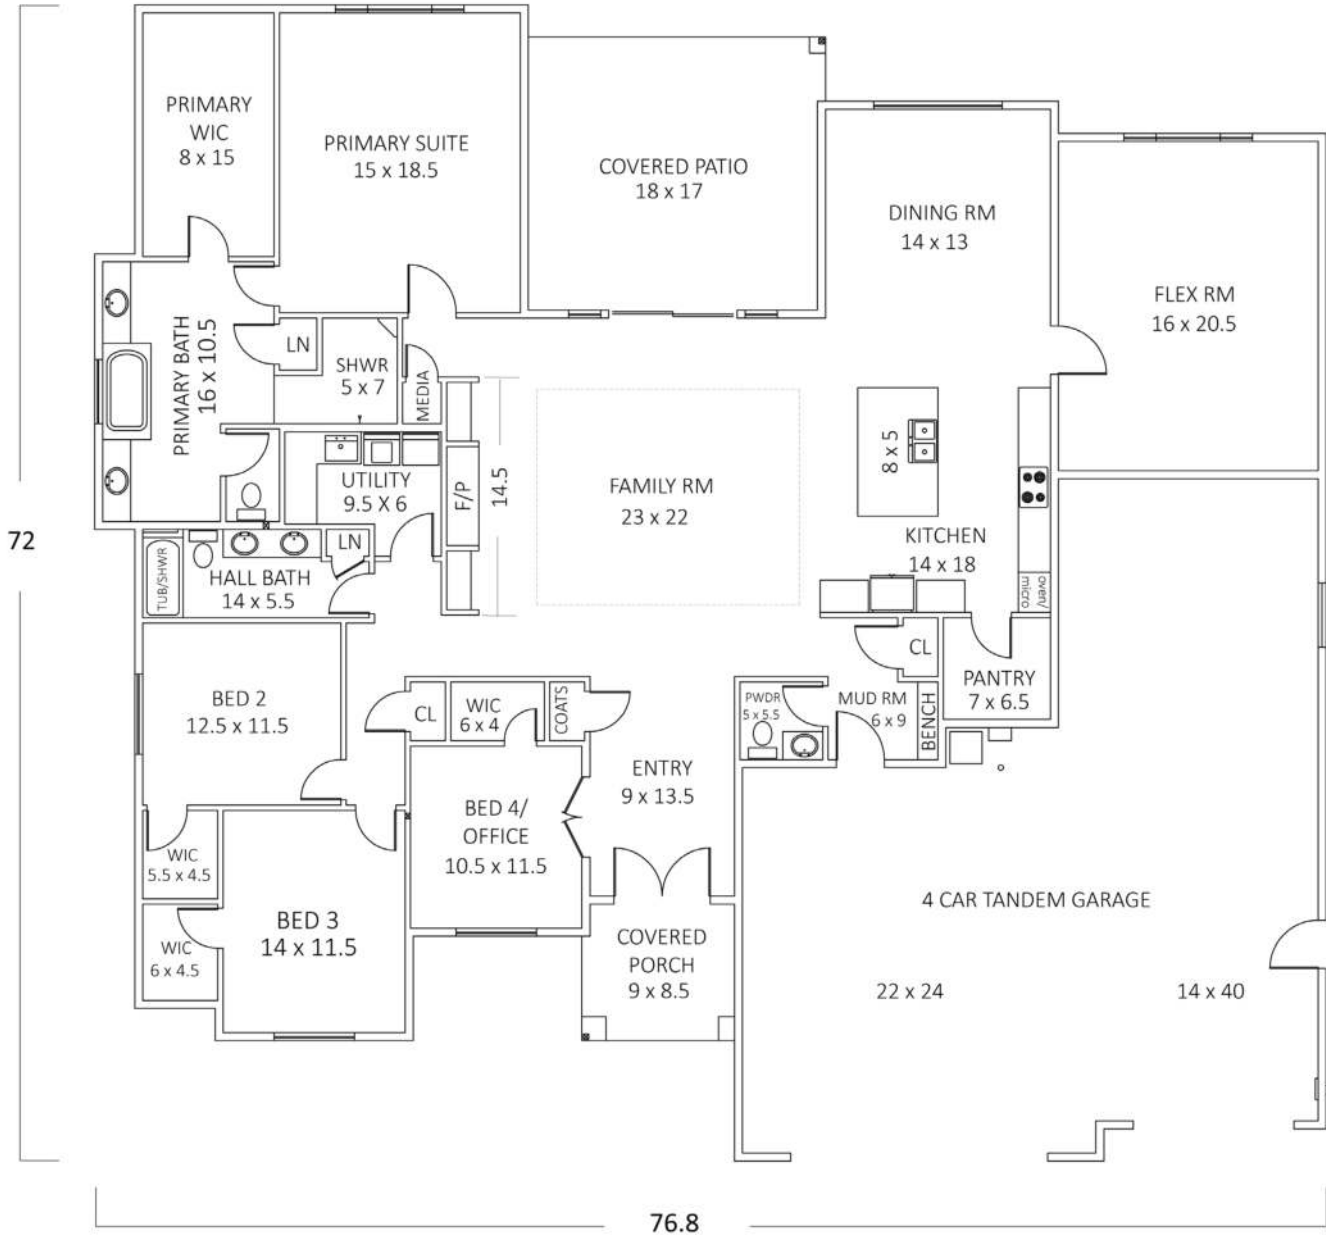 PRIMARY
WIC
8 x 15
PRIMARY SUITE
15 x 18.5
COVERED PATIO
18 x 17
DINING RM
14 x 13
FLEX RM
16 x 20.5
PRIMARY BATH
16 x 10.5
LN
SHWR
5 x 7
MEDIA
UTILITY
9.5 X 6
F/P
14.5
FAMILY RM
23 x 22
8 x 5
KITCHEN
14 x 18
oven/
micro
72
TUB/SHWR
HALL BATH
14 x 5.5
LN
BED 2
12.5 x 11.5
CL
WIC
6 x 4
COATS
PWDR
5 x 5.5
MUD RM
6 x 9
BENCH
CL
PANTRY
7 x 6.5
ENTRY
9 x 13.5
BED 4/
OFFICE
10.5 x 11.5
WIC
5.5 x 4.5
WIC
6 x 4.5
BED 3
14 x 11.5
COVERED
PORCH
9 x 8.5
4 CAR TANDEM GARAGE
22 x 24
14 x 40
76.8